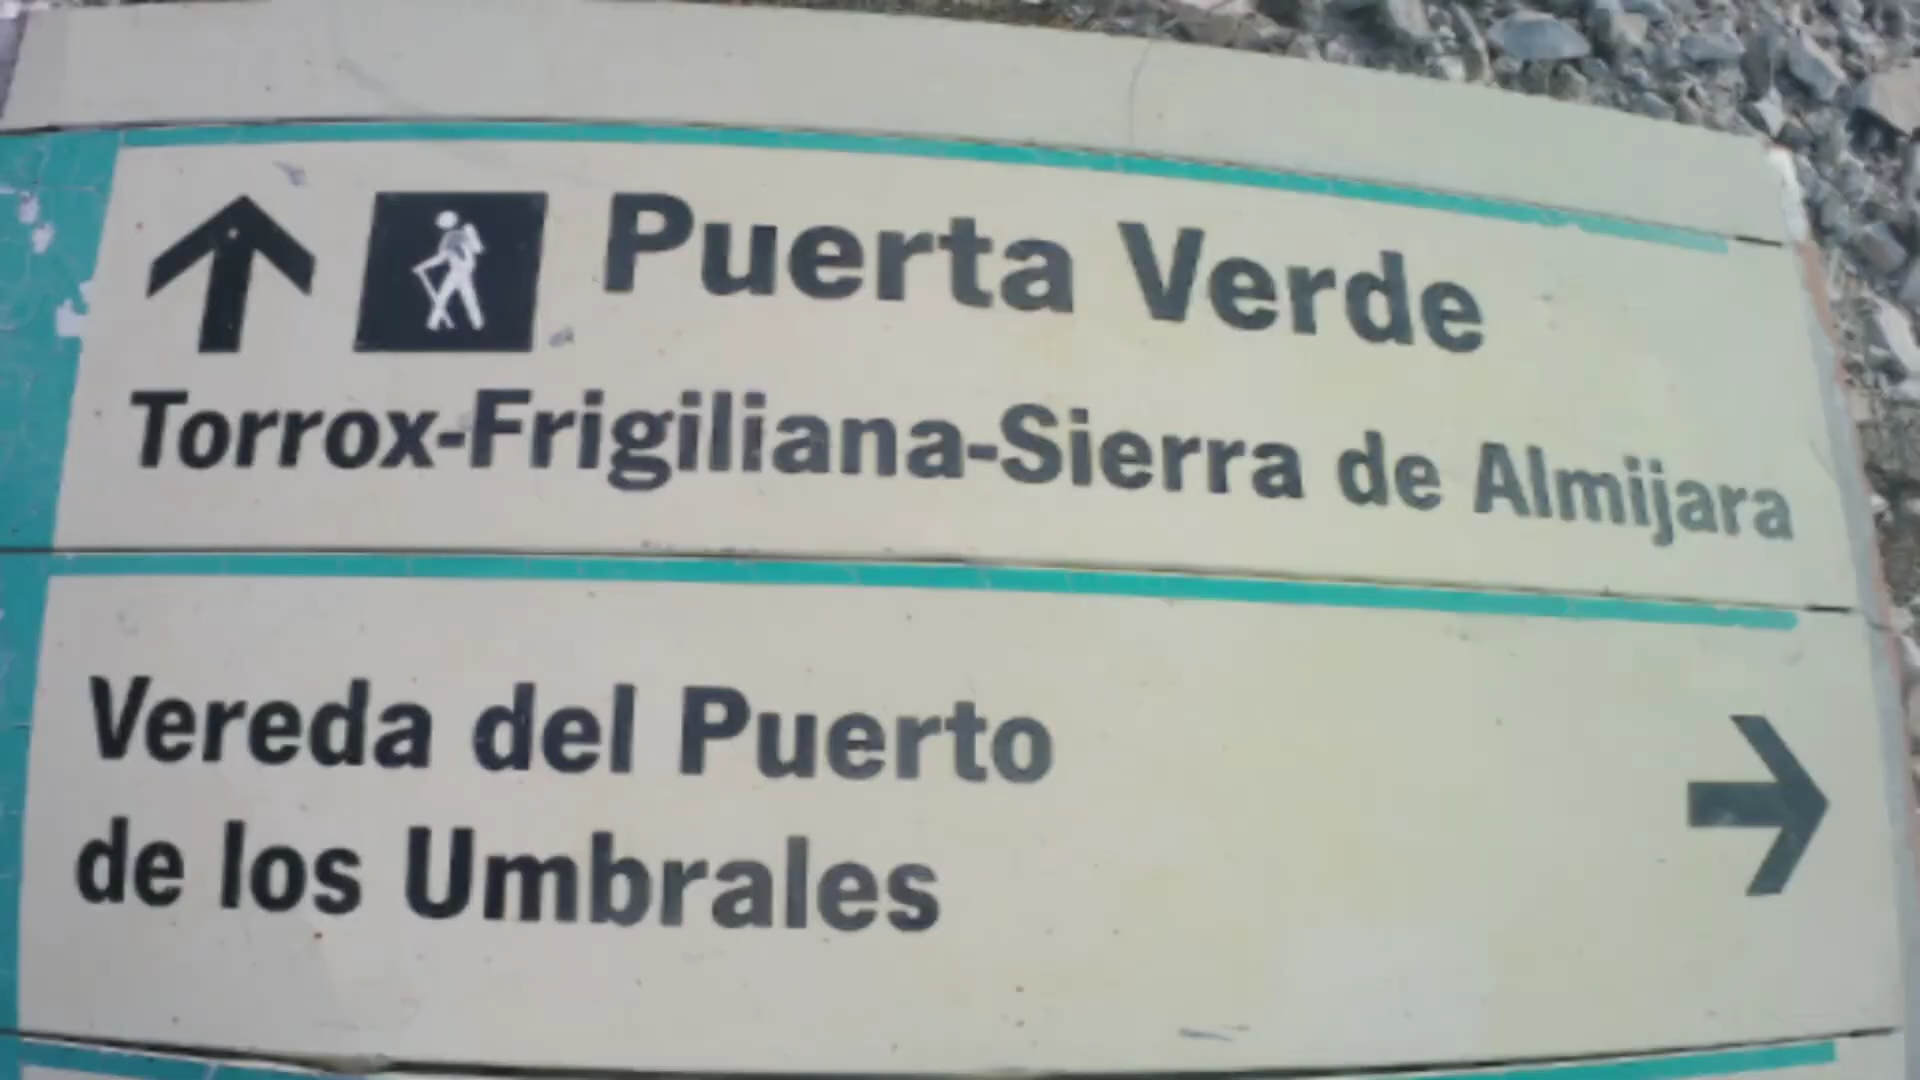 Puerta Verde
Torrox-Frigiliana-Sierra de Almijara
Vereda del Puerto
de los Umbrales